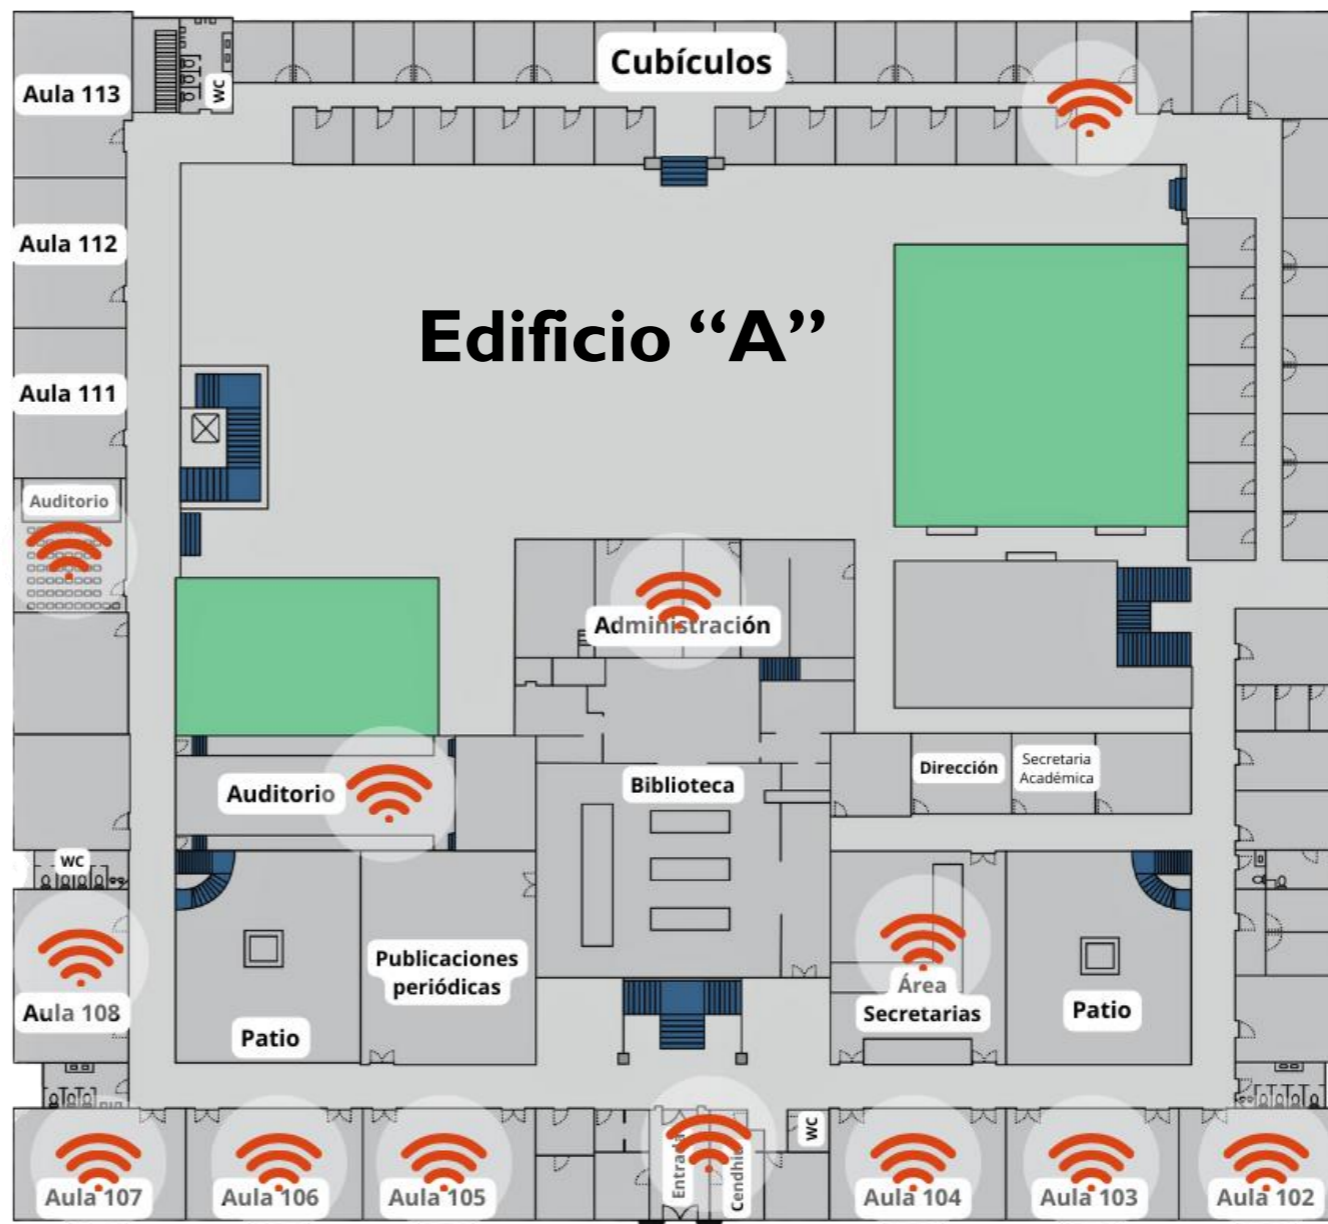 Cubículos
Aula 113
WC
Aula 112
Edificio “A”
Aula 111
Auditorio
Administración
Auditorio
Biblioteca
Dirección
Secretaria
Académica
WC
Publicaciones
periódicas
Aula 108
Patio
Área
Secretarias
Patio
Entrada
Cendhiu
WC
Aula 107
Aula 106
Aula 105
Aula 104
Aula 103
Aula 102